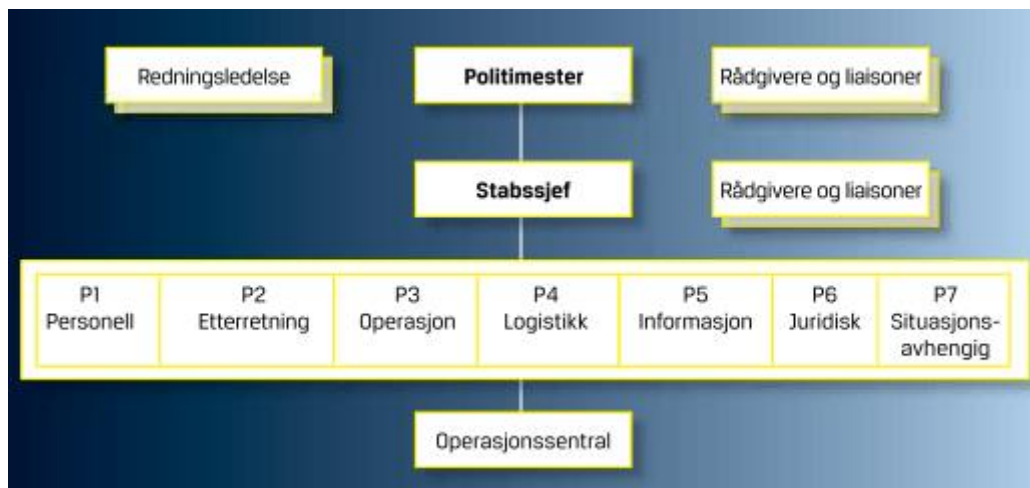 Redningsledelse
Politimester
Rådgivere og liaisoner
Stabssjef
Rådgivere og liaisoner
P1
Personell
P2
Etterretning
P3
Operasjon
P4
Logistikk
P5
Informasjon
P6
Juridisk
P7
Situasjons-
avhengig
Operasjonssentral